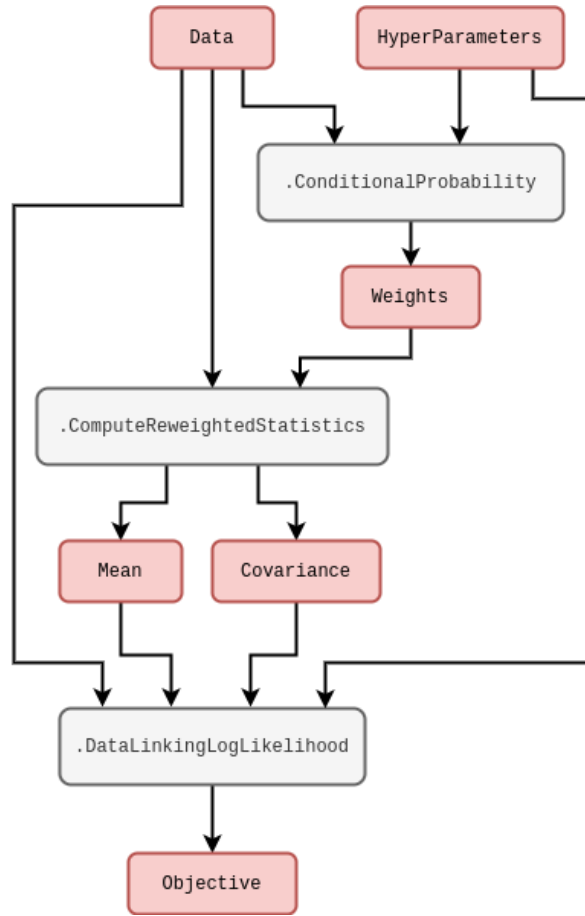 Data
HyperParameters
.ConditionalProbability
Weights
.ComputeReweightedStatistics
Mean
Covariance
.DataLinkingLogLikelihood
Objective